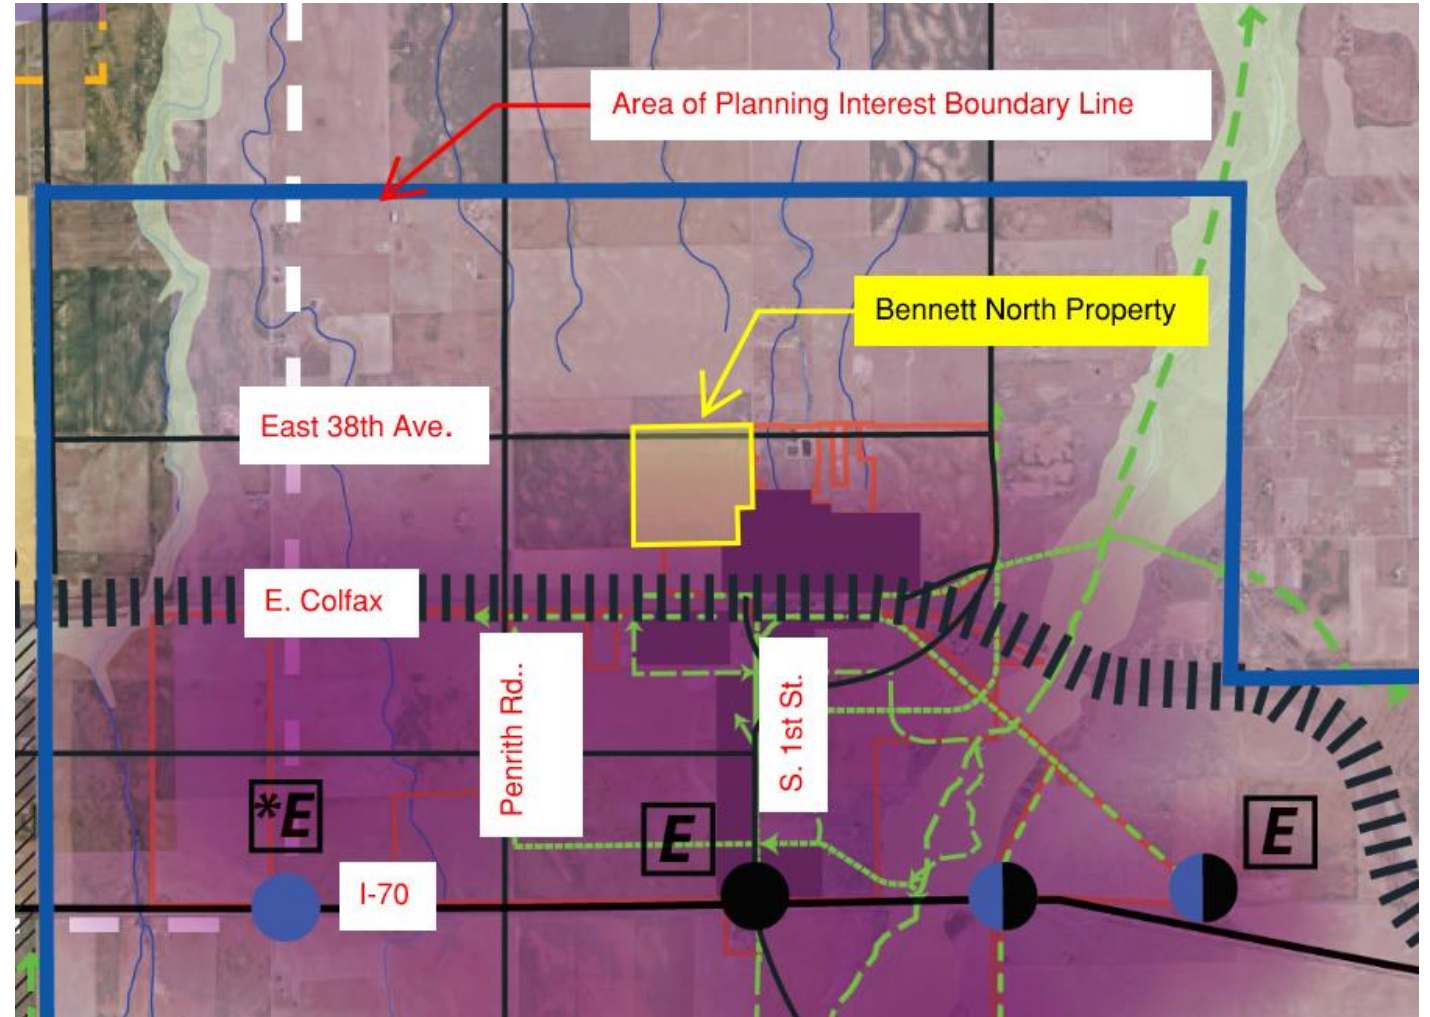 Area of Planning Interest Boundary Line
Bennett North Property
East 38th Ave.
E. Colfax
Penrith Rd..
S. 1st St.
*E
E
E
I-70